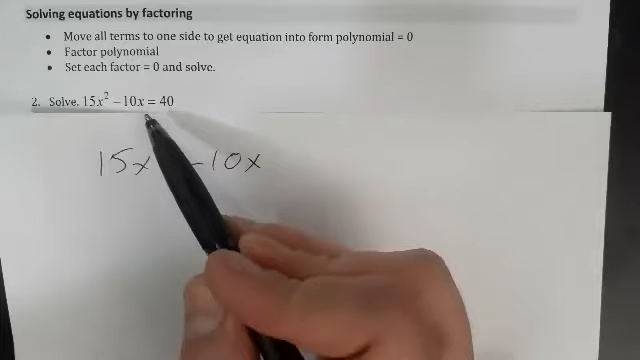 Solving equations by factoring
• Move all terms to one side to get equation into form polynomial = 0
• Factor polynomial
• Set each factor = 0 and solve.
2. Solve. 15x² – 10x = 40
15x – 10x